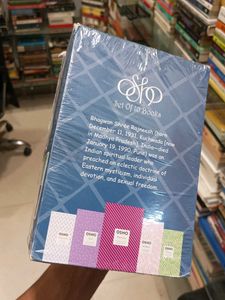 OSHO
Set Of 10 Books
Bhagwan Shree Rajneesh (born
December 11, 1931, Kuchwada [now
in Madhya Pradesh], India-died
January 19, 1990, Pune) was an
Indian spiritual leader who
preached an eclectic doctrine of
Eastern mysticism, individual
devotion, and sexual freedom.
OSHO
OSHO
OSHO